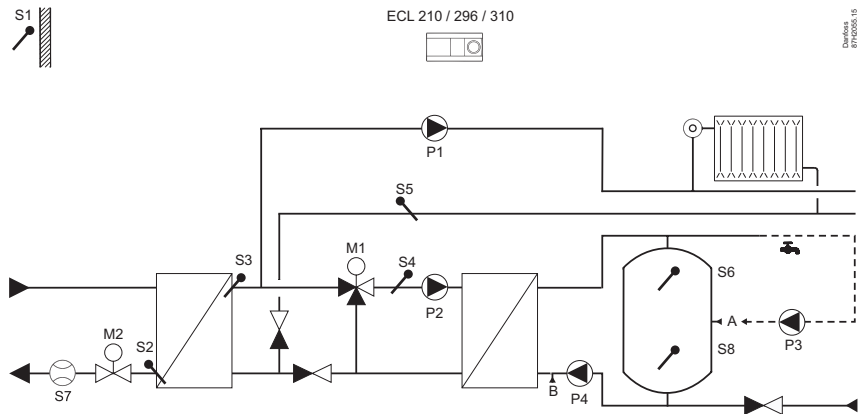 S1
ECL 210 / 296 / 310
Danfoss
87H2055.15
P1
S5
M1
S3
S4
S6
P2
A
M2
S2
S8
P3
S7
B
P4